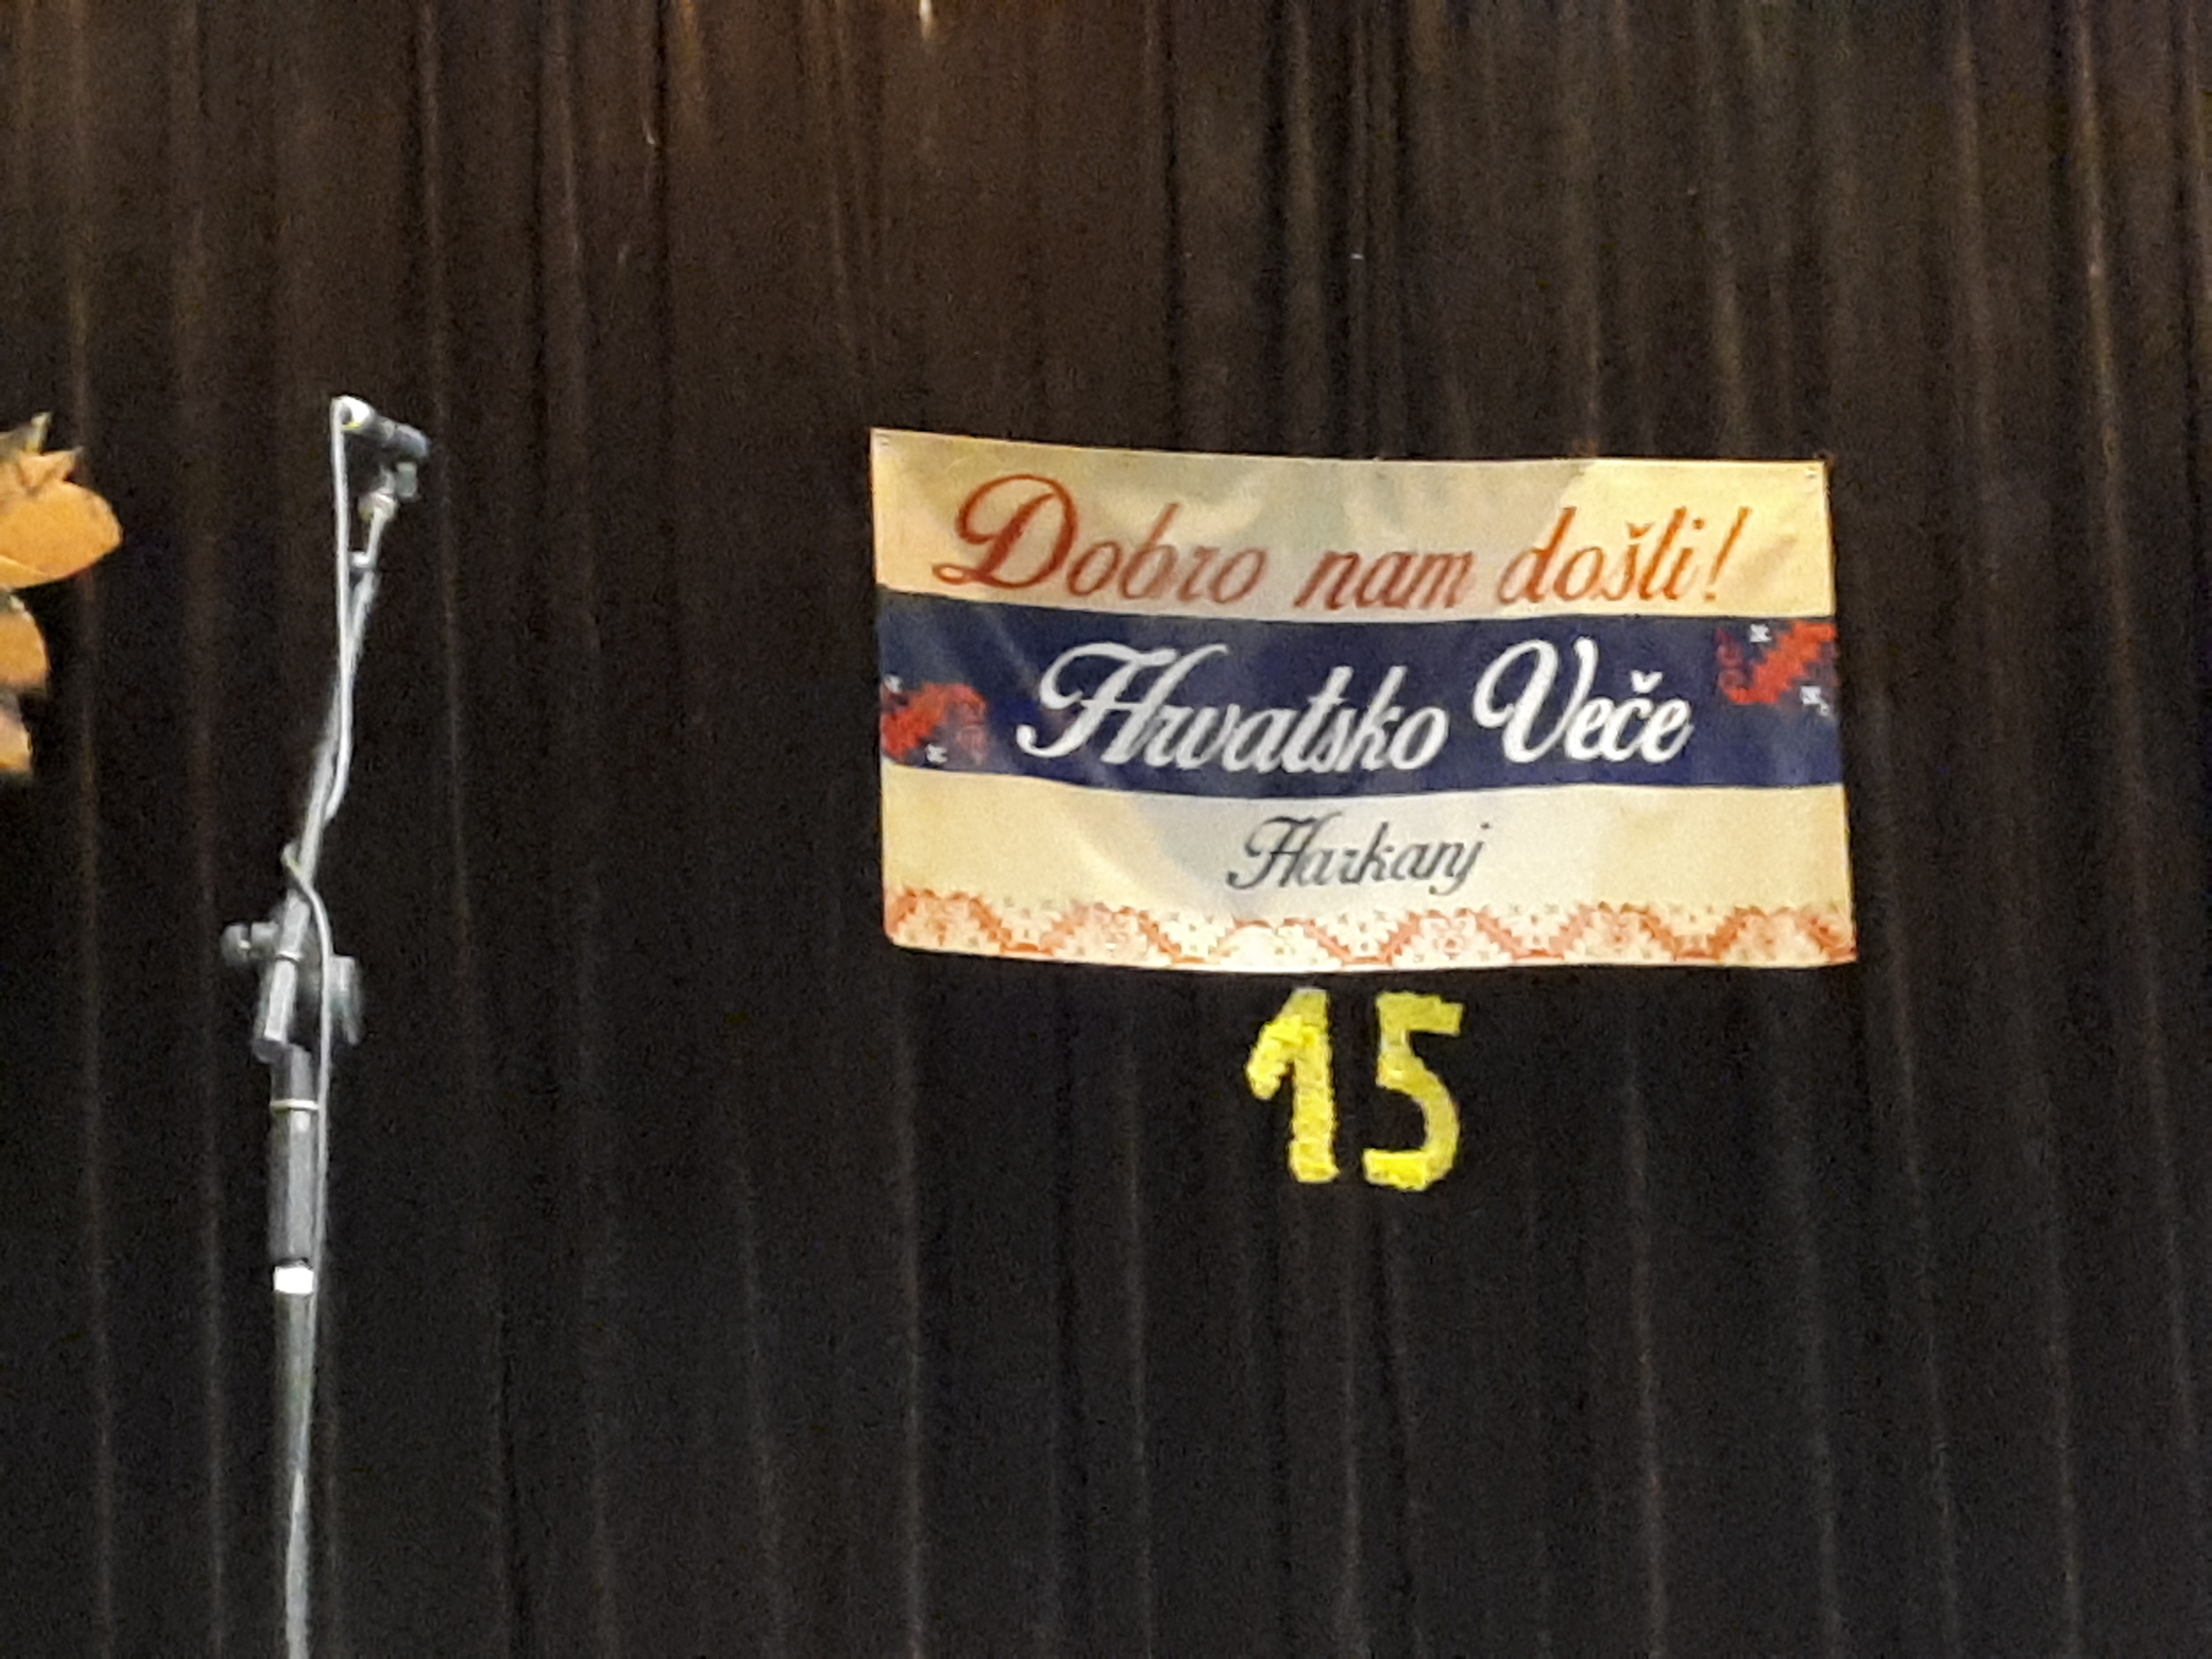 Dobro nam došli!
Hrvatsko Veče
Harkanj
15